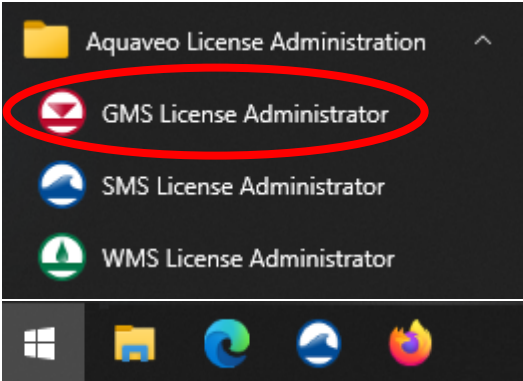 Aquaveo License Administration
GMS License Administrator
SMS License Administrator
WMS License Administrator